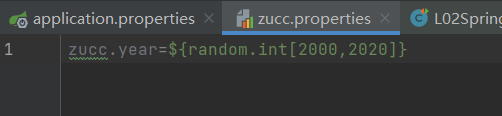 application.properties
zucc.properties
L02Spring
1
zucc.year=${random.int[2000,2020]}